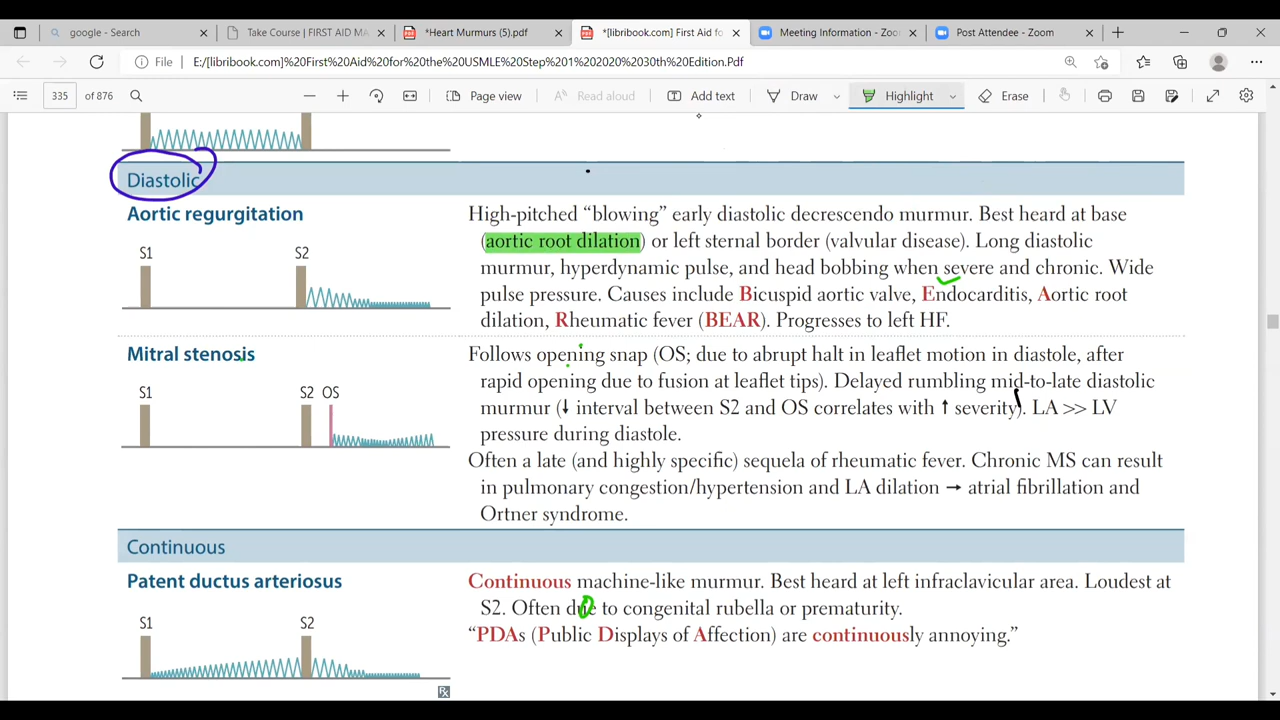 google - Search
Take Course | FIRST AID MA
*Heart Murmurs (5).pdf
*[libribook.com] First Aid fo
Meeting Information - Zoo
Post Attendee - Zoom
File
E:/[libribook.com]%20First%20Aid%20for%20the%20USMLE%20Step%201%202020%2030th%20Edition.Pdf
335 of 876
Page view
Read aloud
Add text
Draw
Highlight
Erase
Diastolic
Aortic regurgitation
S1 S2
High-pitched “blowing” early diastolic decrescendo murmur. Best heard at base
(aortic root dilation) or left sternal border (valvular disease). Long diastolic
murmur, hyperdynamic pulse, and head bobbing when severe and chronic. Wide
pulse pressure. Causes include Bicuspid aortic valve, Endocarditis, Aortic root
dilation, Rheumatic fever (BEAR). Progresses to left HF.
Mitral stenosis
S1 S2 OS
Follows opening snap (OS; due to abrupt halt in leaflet motion in diastole, after
rapid opening due to fusion at leaflet tips). Delayed rumbling mid-to-late diastolic
murmur (↓ interval between S2 and OS correlates with ↑ severity). LA >> LV
pressure during diastole.
Often a late (and highly specific) sequela of rheumatic fever. Chronic MS can result
in pulmonary congestion/hypertension and LA dilation → atrial fibrillation and
Ortner syndrome.
Continuous
Patent ductus arteriosus
S1 S2
Continuous machine-like murmur. Best heard at left infraclavicular area. Loudest at
S2. Often due to congenital rubella or prematurity.
“PDAs (Public Displays of Affection) are continuously annoying.”
Rx